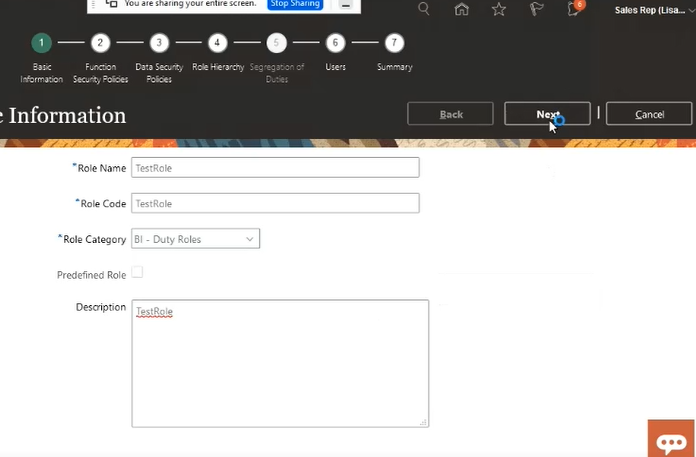 You are sharing your entire screen. Stop Sharing
6
Sales Rep (Lisa...
1 2 3 4 5 6 7
Basic Information
Function Security Policies
Data Security Policies
Role Hierarchy
Segregation of Duties
Users
Summary
e Information
Back Next Cancel
*Role Name TestRole
*Role Code TestRole
*Role Category BI - Duty Roles
Predefined Role
Description TestRole